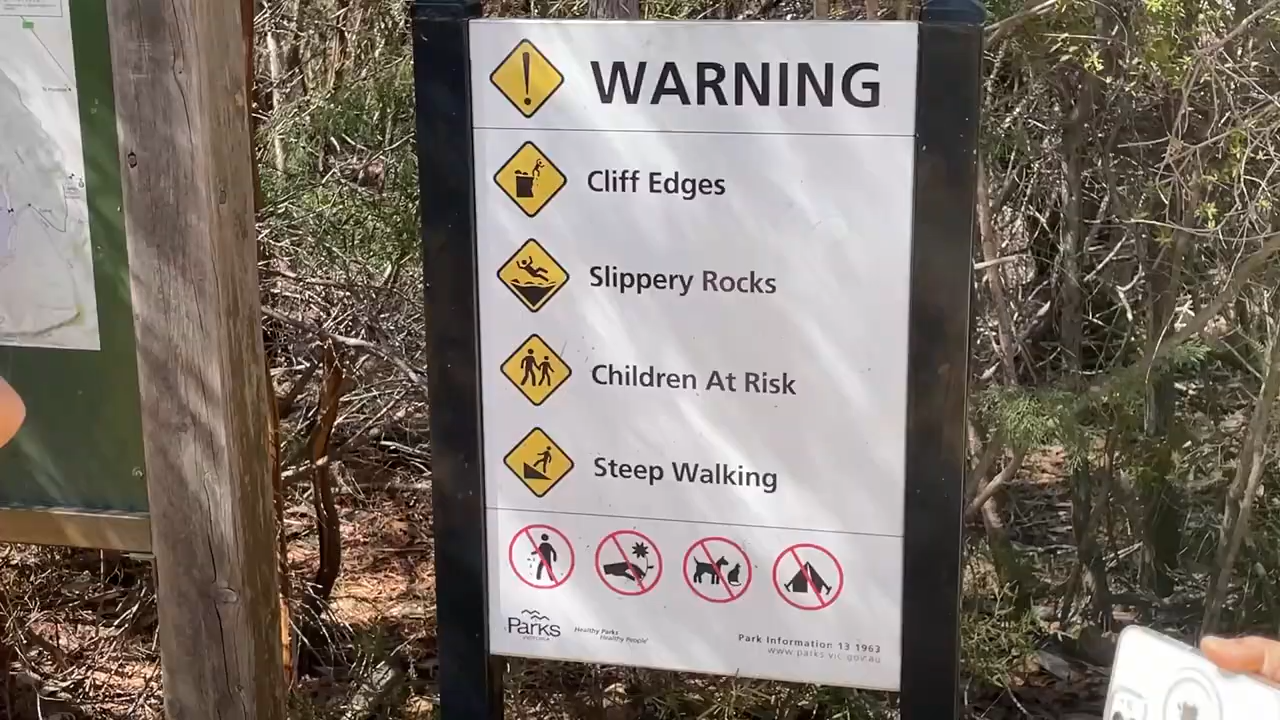 WARNING
Cliff Edges
Slippery Rocks
Children At Risk
Steep Walking
Parks
VICTORIA
Healthy Parks
Healthy People
Park Information 13 1963
www.parks.vic.gov.au